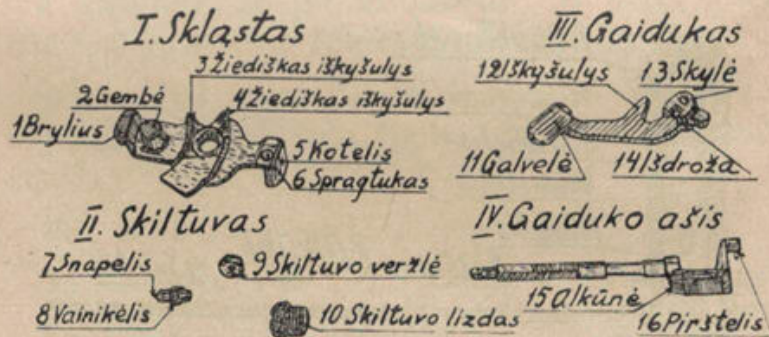 I. Skląstas
3 Žiediškas iškyšulys
2 Gembė
4 Žiediškas iškyšulys
1 Brylius
5 Kotelis
6 Spragtukas
III. Gaidukas
12 Iškyšulys
13 Skylė
11 Galvelė
14 Išdroža
II. Skiltuvas
7 Snapelis
9 Skiltuvo veržlė
8 Vainikėlis
10 Skiltuvo lizdas
IV. Gaiduko ašis
15 Alkūnė
16 Pirštelis